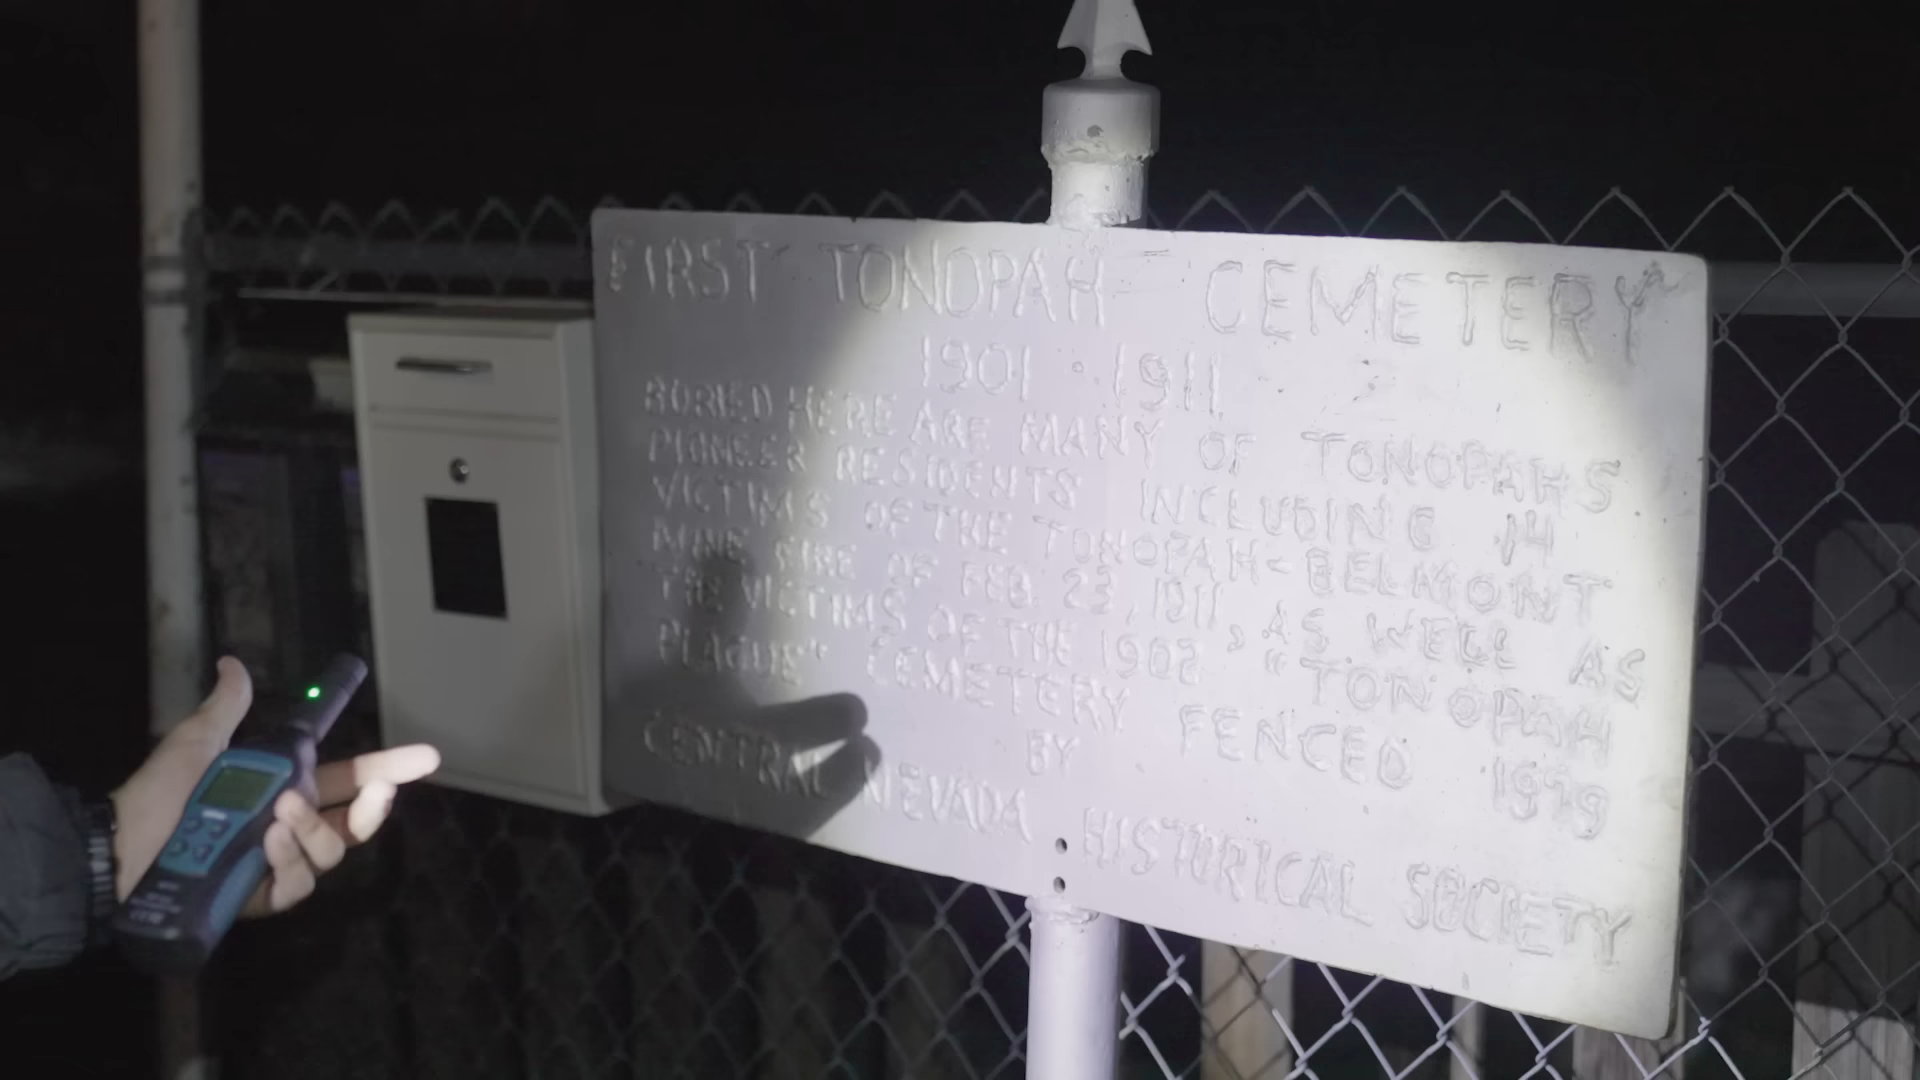 FIRST TONOPAH CEMETERY
1901 · 1911
BURIED HERE ARE MANY OF TONOPAHS
PIONEER RESIDENTS INCLUDING 14
VICTIMS OF THE TONOPAH-BELMONT
MINE FIRE OF FEB. 23, 1911, AS WELL AS
THE VICTIMS OF THE 1902 "TONOPAH
PLAGUE" CEMETERY FENCED 1979
BY
CENTRAL NEVADA HISTORICAL SOCIETY